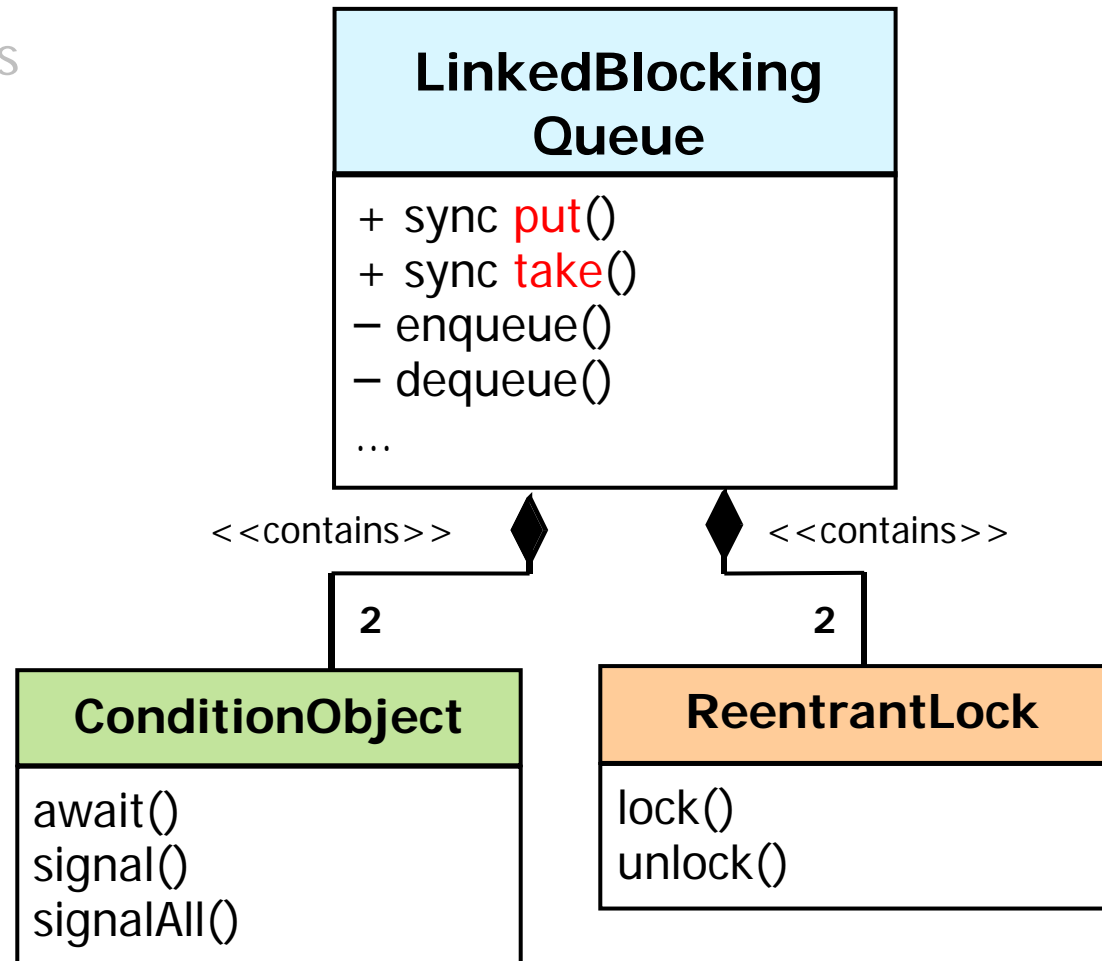 s
LinkedBlocking
Queue
+ sync put()
+ sync take()
– enqueue()
– dequeue()
...
<<contains>>
<<contains>>
2
2
ConditionObject
await()
signal()
signalAll()
ReentrantLock
lock()
unlock()